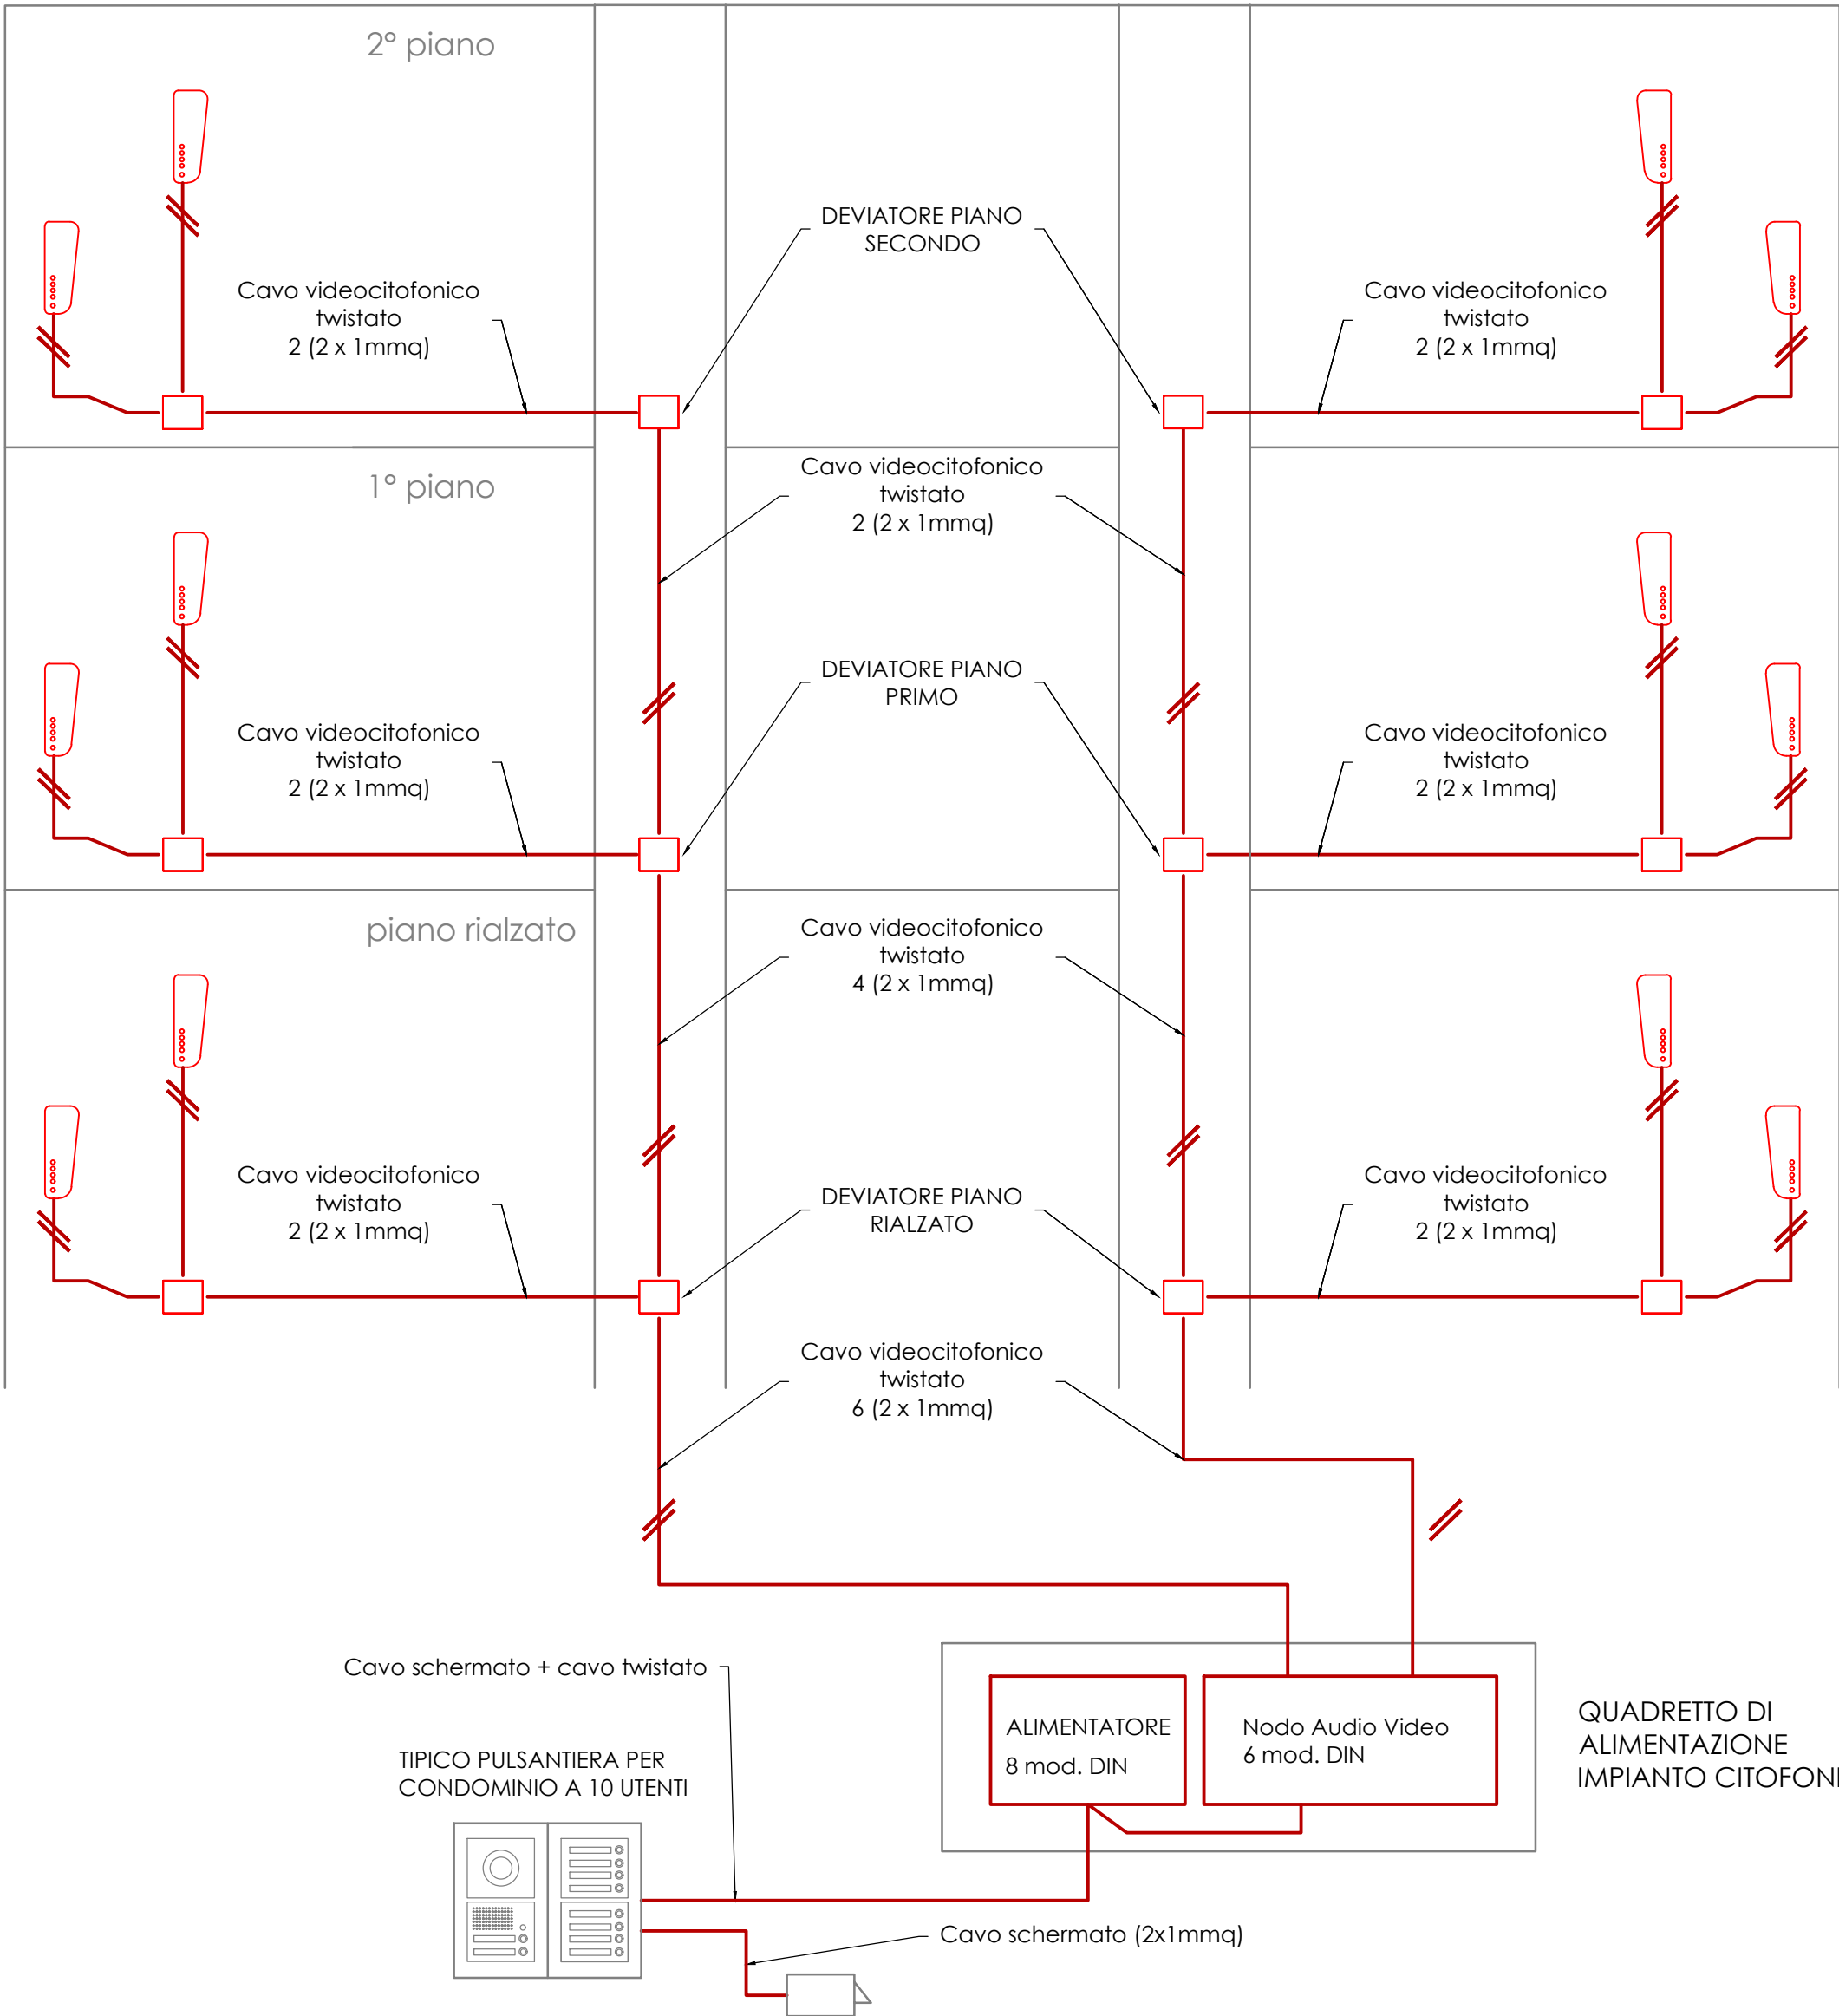 2° piano
DEVIATORE PIANO
SECONDO
Cavo videocitofonico
twistato
2 (2 x 1mmq)
Cavo videocitofonico
twistato
2 (2 x 1mmq)
1° piano
Cavo videocitofonico
twistato
2 (2 x 1mmq)
DEVIATORE PIANO
PRIMO
Cavo videocitofonico
twistato
2 (2 x 1mmq)
Cavo videocitofonico
twistato
2 (2 x 1mmq)
piano rialzato
Cavo videocitofonico
twistato
4 (2 x 1mmq)
Cavo videocitofonico
twistato
2 (2 x 1mmq)
DEVIATORE PIANO
RIALZATO
Cavo videocitofonico
twistato
2 (2 x 1mmq)
Cavo videocitofonico
twistato
6 (2 x 1mmq)
Cavo schermato + cavo twistato
ALIMENTATORE
8 mod. DIN
Nodo Audio Video
6 mod. DIN
QUADRETTO DI
ALIMENTAZIONE
IMPIANTO CITOFONI
TIPICO PULSANTIERA PER
CONDOMINIO A 10 UTENTI
Cavo schermato (2x1mmq)